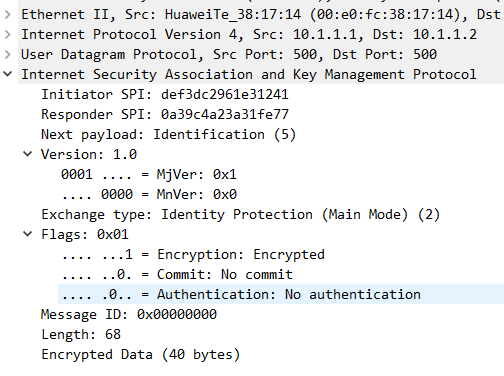 Ethernet II, Src: HuaweiTe_38:17:14 (00:e0:fc:38:17:14), Dst
Internet Protocol Version 4, Src: 10.1.1.1, Dst: 10.1.1.2
User Datagram Protocol, Src Port: 500, Dst Port: 500
Internet Security Association and Key Management Protocol
Initiator SPI: def3dc2961e31241
Responder SPI: 0a39c4a23a31fe77
Next payload: Identification (5)
Version: 1.0
0001 .... = MjVer: 0x1
.... 0000 = MnVer: 0x0
Exchange type: Identity Protection (Main Mode) (2)
Flags: 0x01
.... ...1 = Encryption: Encrypted
.... ..0. = Commit: No commit
.... .0.. = Authentication: No authentication
Message ID: 0x00000000
Length: 68
Encrypted Data (40 bytes)